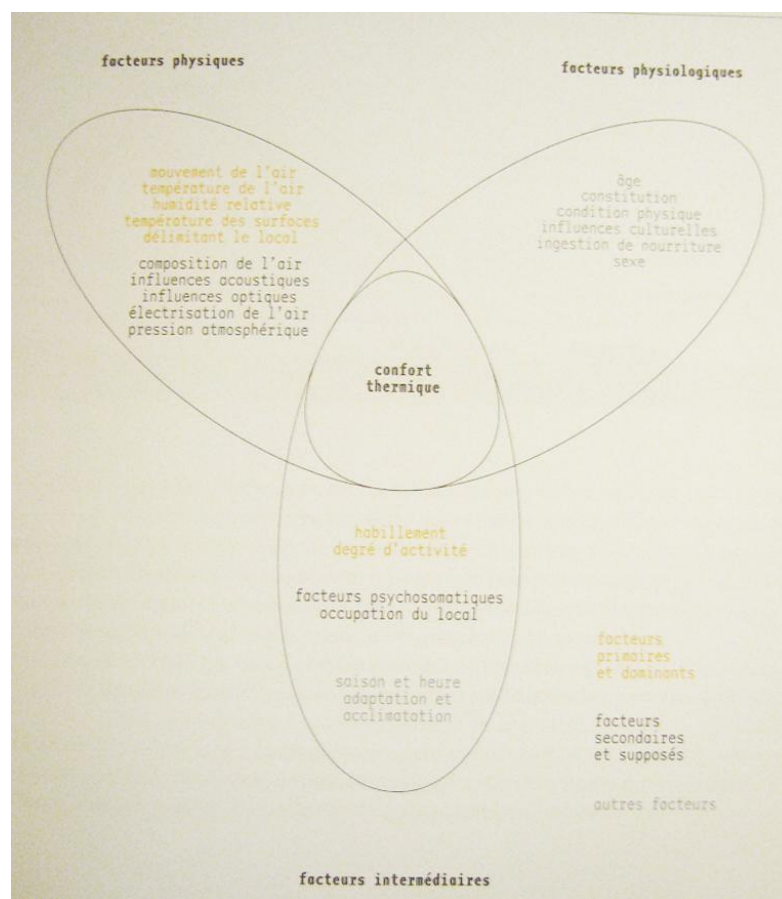 facteurs physiques
facteurs physiologiques
mouvement de l'air
température de l'air
humidité relative
température des surfaces
délimitant le local
composition de l'air
influences acoustiques
influences optiques
électrisation de l'air
pression atmosphérique
âge
constitution
condition physique
influences culturelles
ingestion de nourriture
sexe
confort
thermique
habillement
degré d'activité
facteurs psychosomatiques
occupation du local
saison et heure
adaptation et
acclimatation
facteurs
primaires
et dominants
facteurs
secondaires
et supposés
autres facteurs
facteurs intermédiaires